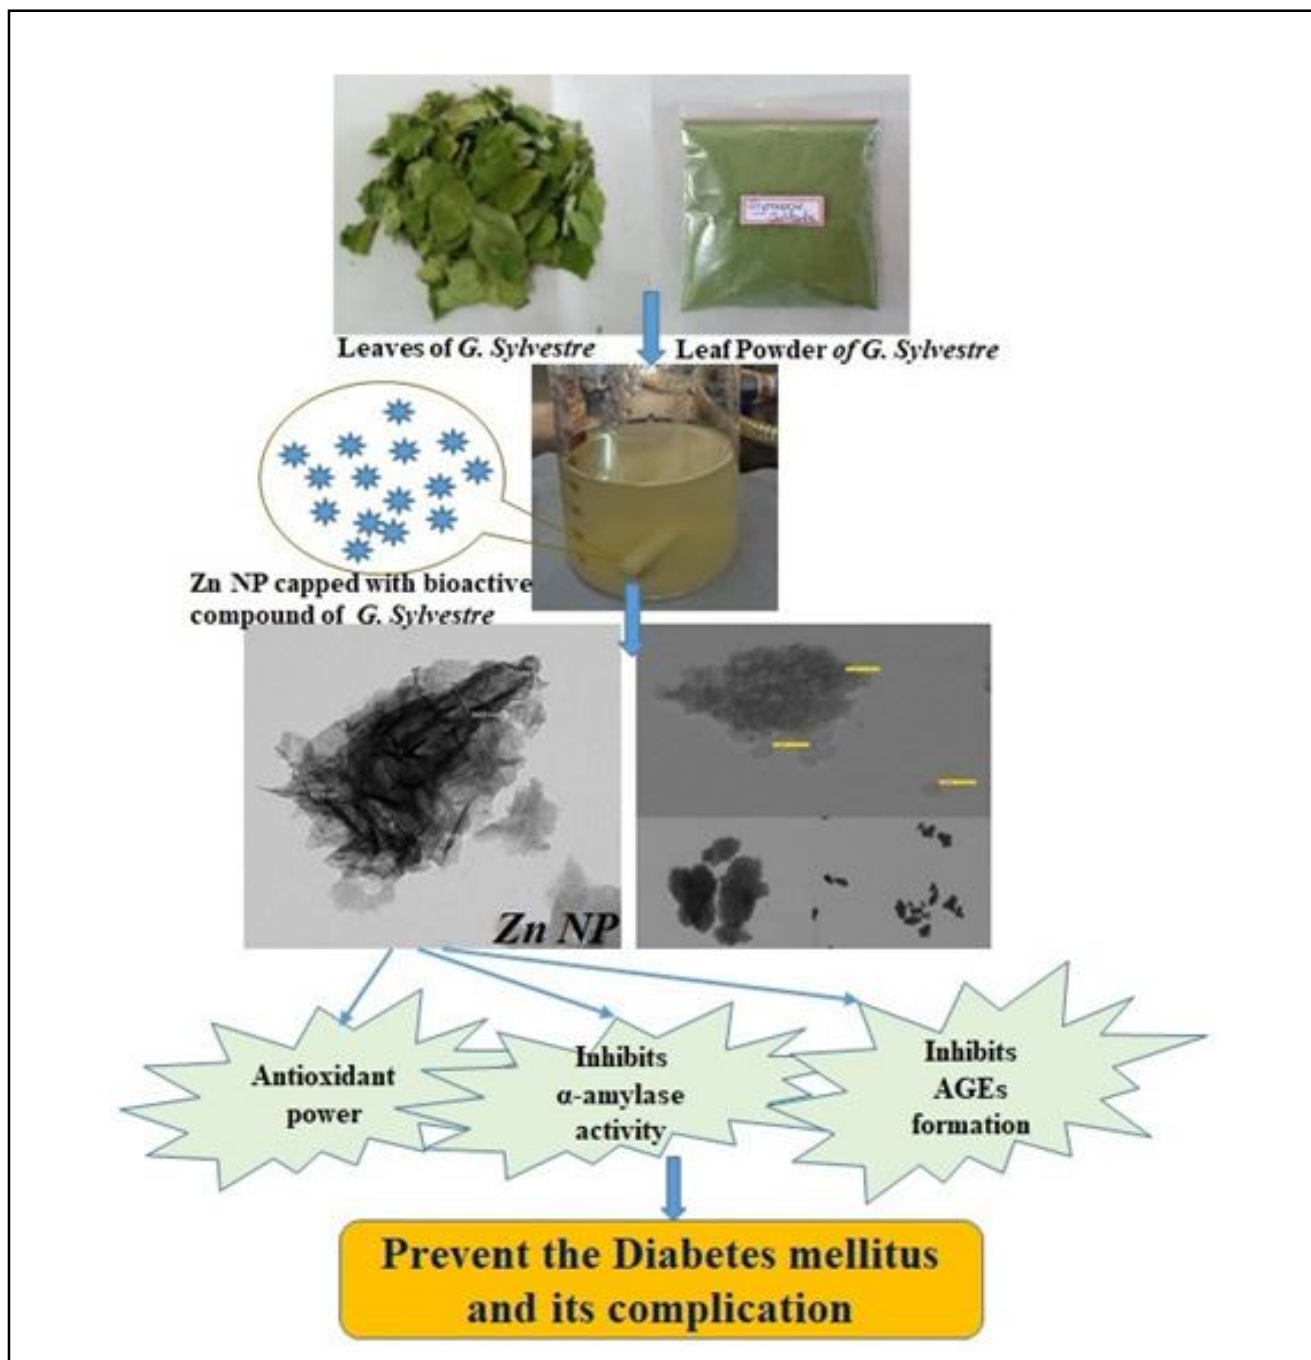 Leaves of G. Sylvestre
Leaf Powder of G. Sylvestre
Zn NP capped with bioactive
compound of G. Sylvestre
Zn NP
Antioxidant
power
Inhibits
α-amylase
activity
Inhibits
AGEs
formation
Prevent the Diabetes mellitus
and its complication